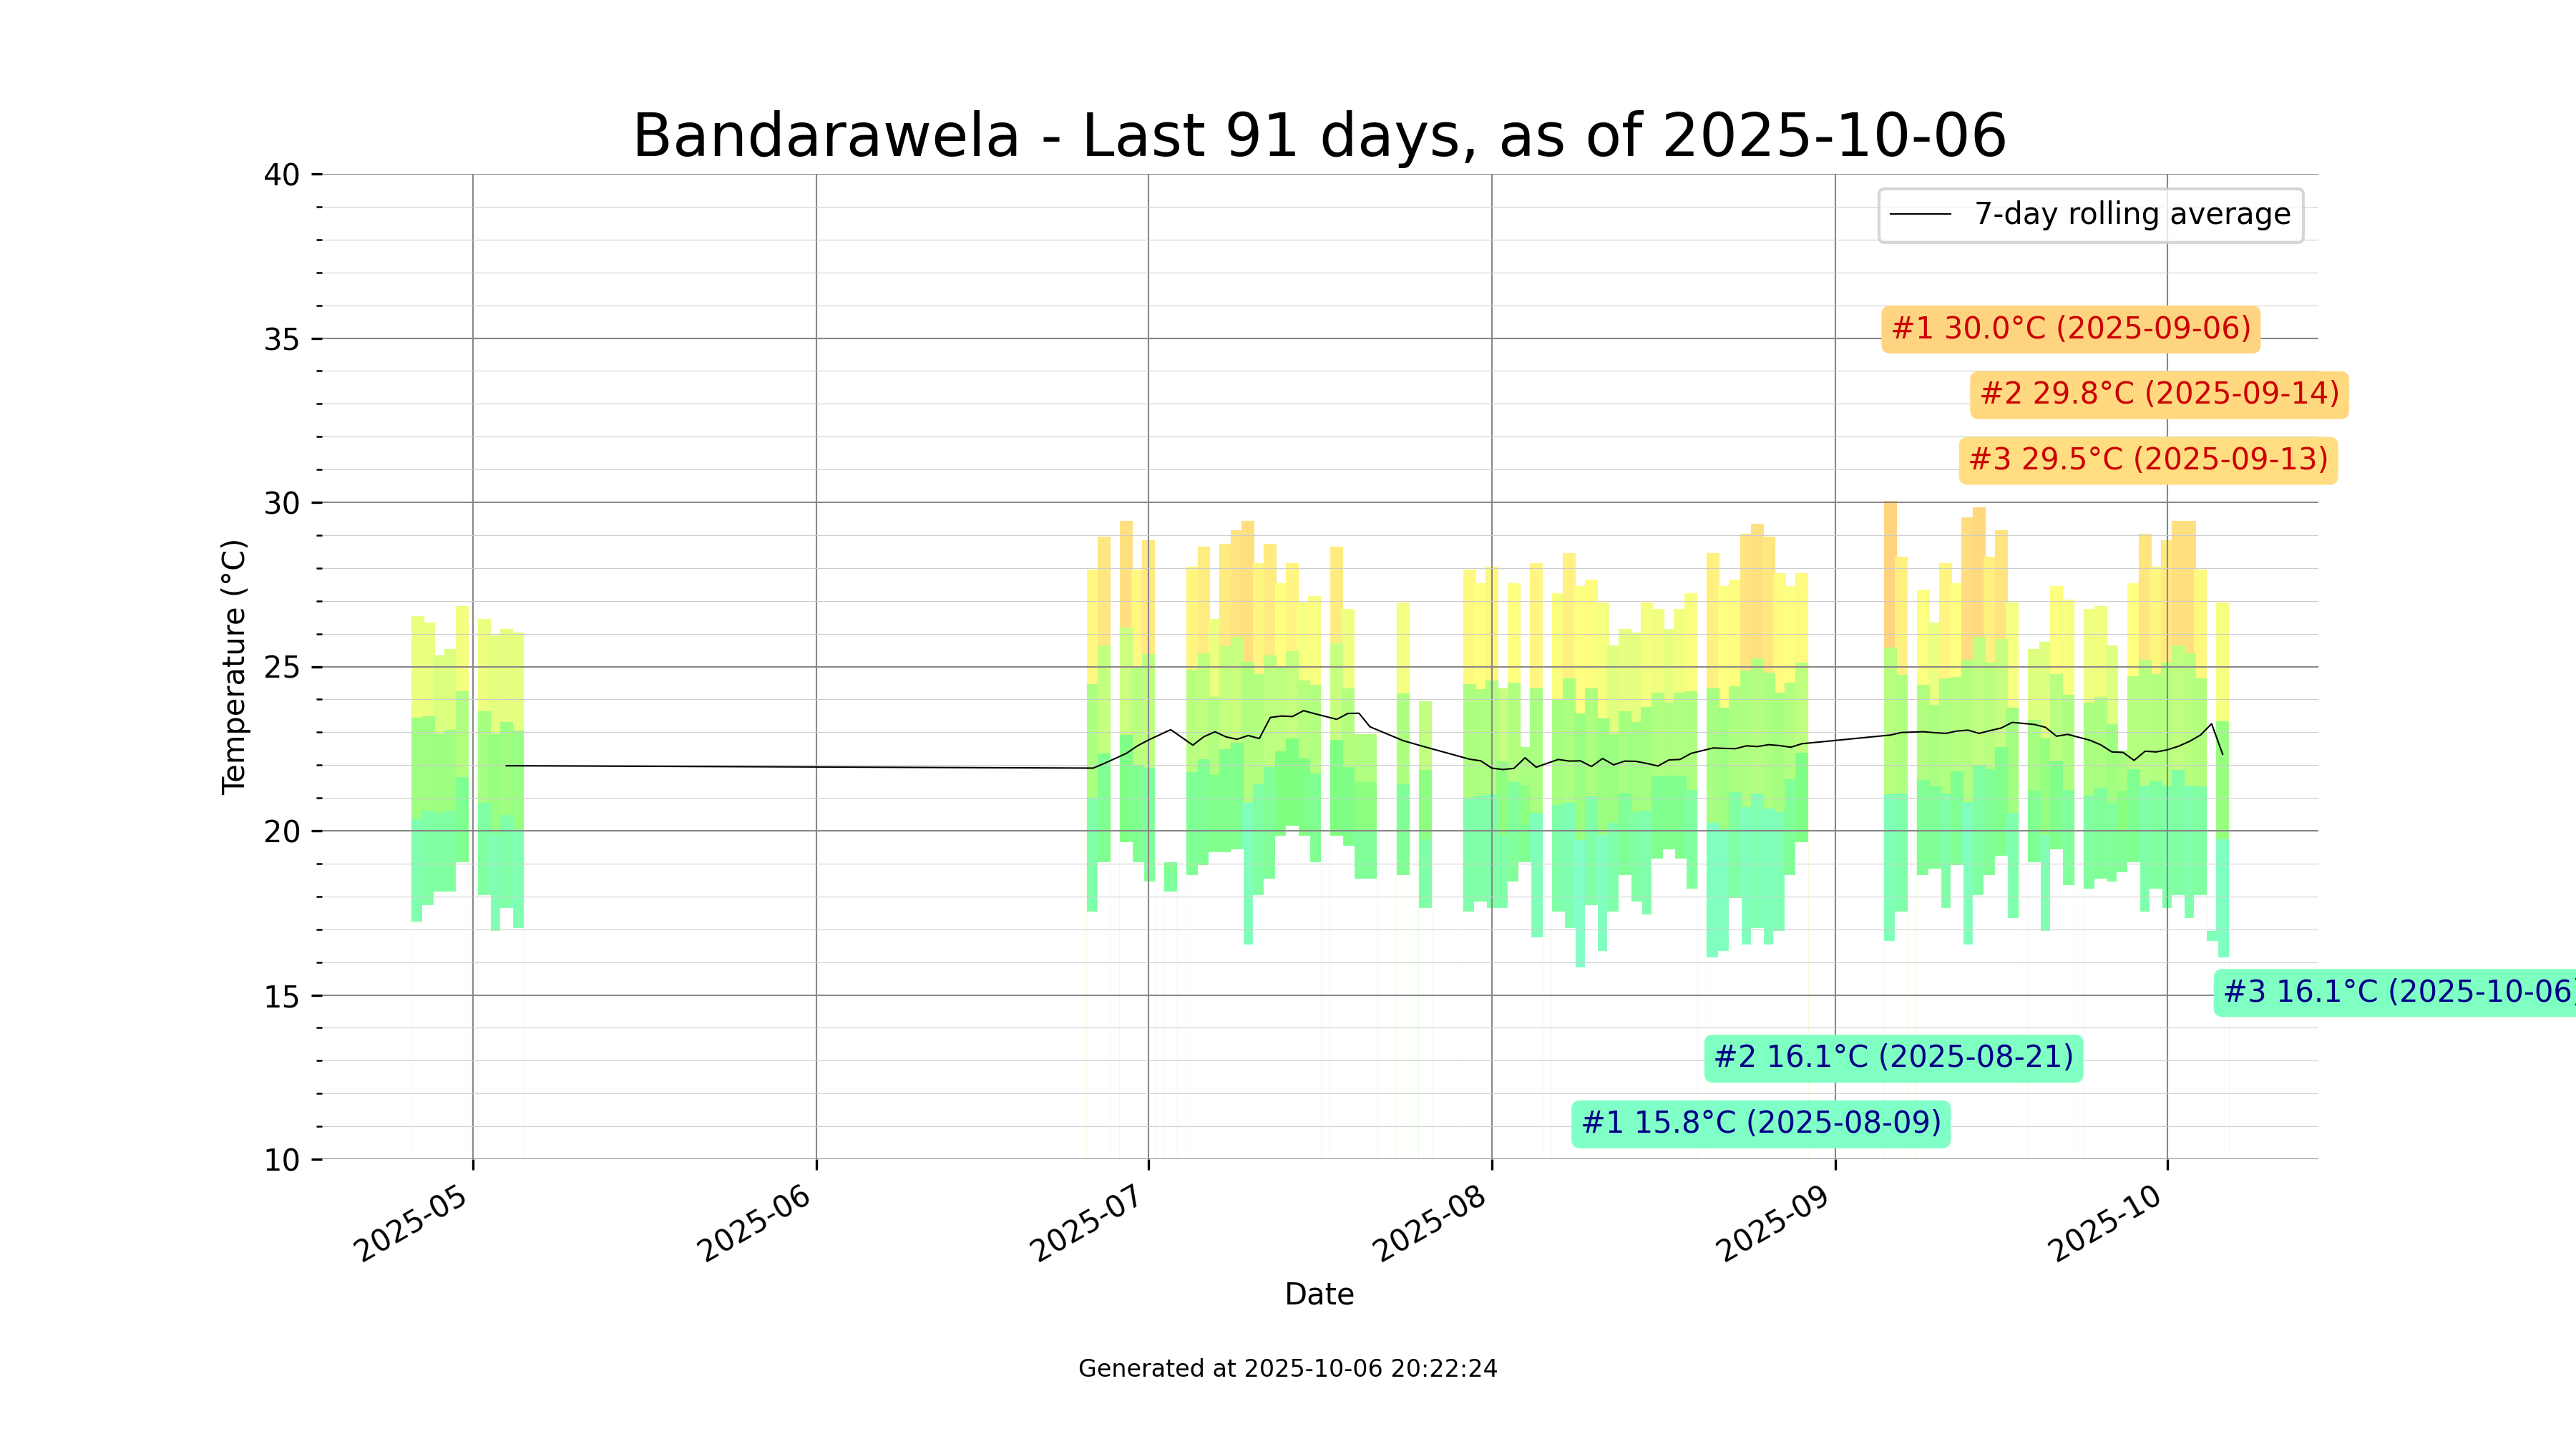 Bandarawela - Last 91 days, as of 2025-10-06
7-day rolling average
40
35
30
25
20
15
10
Temperature (°C)
#1 30.0°C (2025-09-06)
#2 29.8°C (2025-09-14)
#3 29.5°C (2025-09-13)
#3 16.1°C (2025-10-06)
#2 16.1°C (2025-08-21)
#1 15.8°C (2025-08-09)
2025-05
2025-06
2025-07
2025-08
2025-09
2025-10
Date
Generated at 2025-10-06 20:22:24